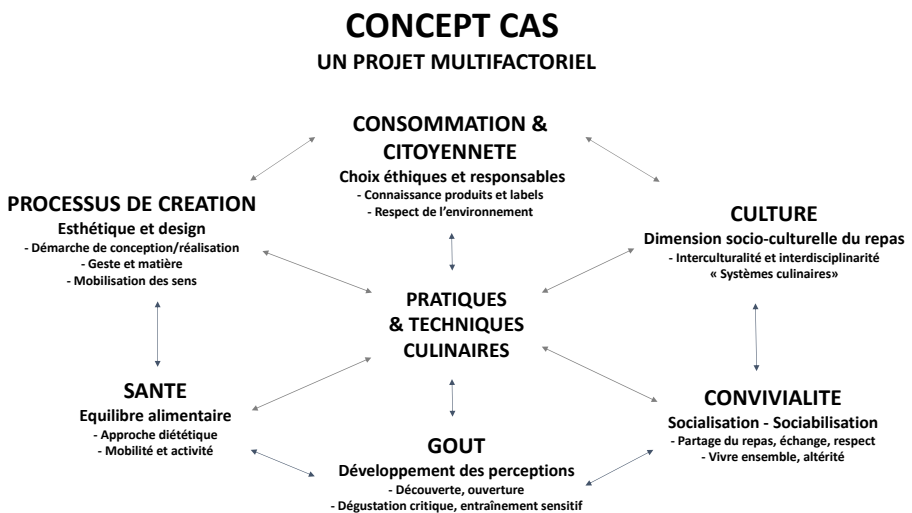 CONCEPT CAS
UN PROJET MULTIFACTORIEL
CONSOMMATION &
CITOYENNETE
Choix éthiques et responsables
- Connaissance produits et labels
- Respect de l'environnement
PROCESSUS DE CREATION
Esthétique et design
- Démarche de conception/réalisation
- Geste et matière
- Mobilisation des sens
CULTURE
Dimension socio-culturelle du repas
- Interculturalité et interdisciplinarité
« Systèmes culinaires»
PRATIQUES
& TECHNIQUES
CULINAIRES
SANTE
Equilibre alimentaire
- Approche diététique
- Mobilité et activité
GOUT
Développement des perceptions
- Découverte, ouverture
- Dégustation critique, entraînement sensitif
CONVIVIALITE
Socialisation - Sociabilisation
- Partage du repas, échange, respect
- Vivre ensemble, altérité